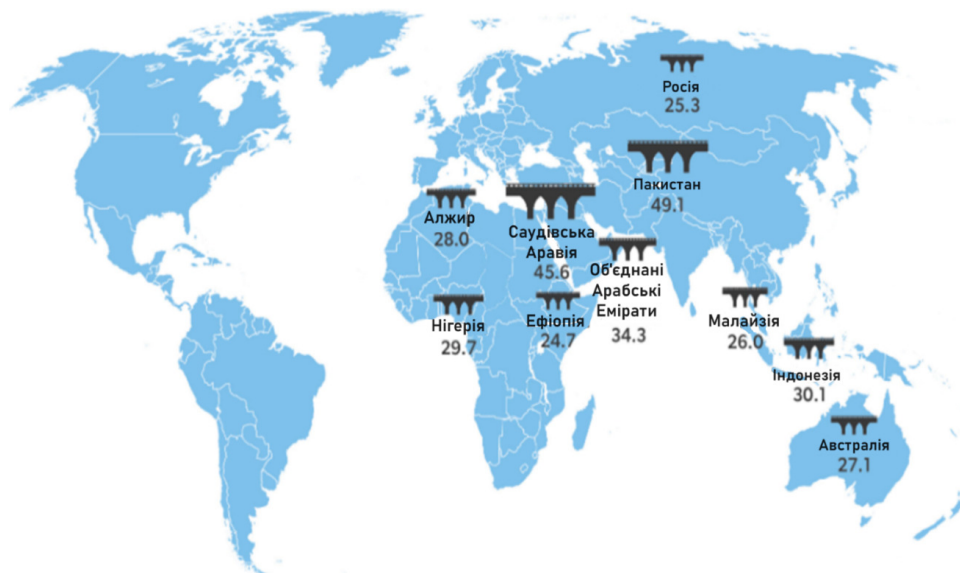 Росія
25.3
Пакистан
49.1
Алжир
28.0
Саудівська
Аравія
45.6
Об'єднані
Арабські
Емірати
34.3
Нігерія
29.7
Ефіопія
24.7
Малайзія
26.0
Індонезія
30.1
Австралія
27.1